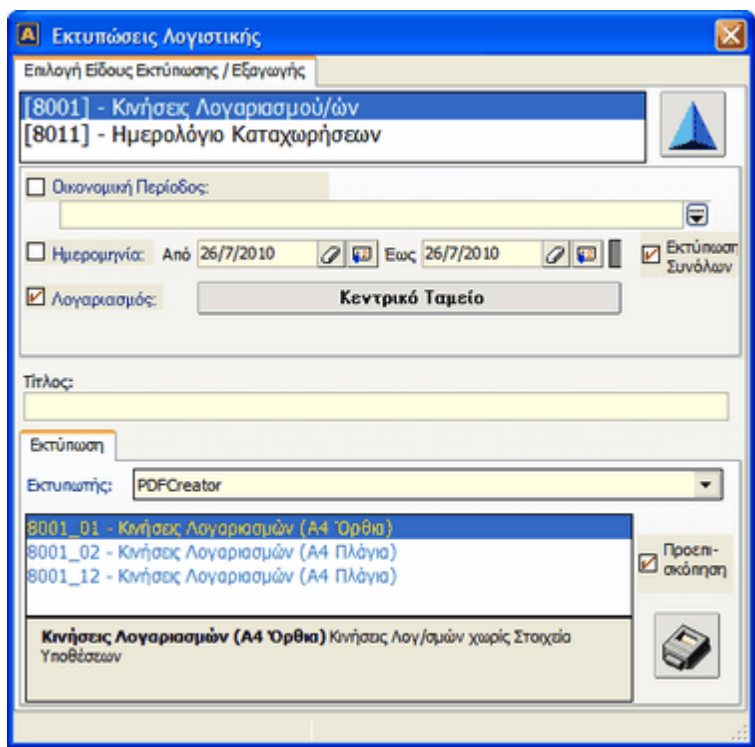 Εκτυπώσεις Λογιστικής
Επιλογή Είδους Εκτύπωσης / Εξαγωγής
[8001] - Κινήσεις Λογαριασμού/ών
[8011] - Ημερολόγιο Καταχωρήσεων
Οικονομική Περίοδος:
Ημερομηνία: Από 26/7/2010 Έως 26/7/2010 Εκτύπωση Συνόλων
Λογαριασμός: Κεντρικό Ταμείο
Τίτλος:
Εκτύπωση
Εκτυπωτής: PDFCreator
8001_01 - Κινήσεις Λογαριασμών (Α4 Όρθια)
8001_02 - Κινήσεις Λογαριασμών (Α4 Πλάγια)
8001_12 - Κινήσεις Λογαριασμών (Α4 Πλάγια)
Προεπι-
σκόπηση
Κινήσεις Λογαριασμών (Α4 Όρθια) Κινήσεις Λογ/σμών χωρίς Στοιχεία
Υποθέσεων